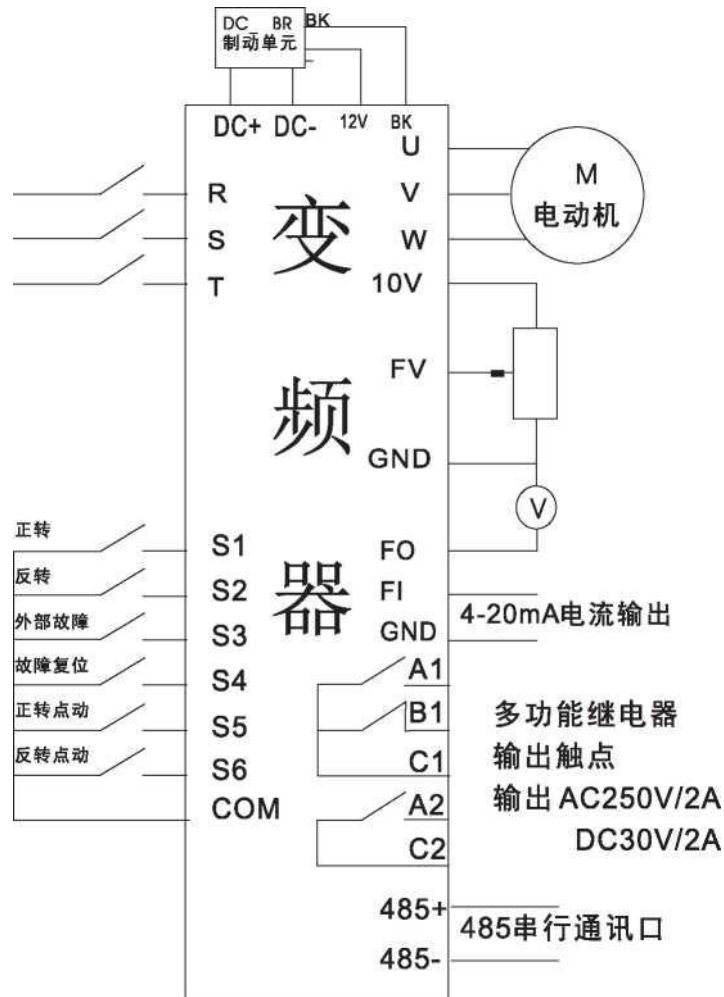 DC_ BR BK
制动单元
DC+ DC- 12V BK
U
V
W
10V
FV
GND
FO
FI
GND
A1
B1
C1
A2
C2
485+
485-
R
S
T
变
频
器
M
电动机
V
正转
S1
反转
S2
外部故障
S3
故障复位
S4
正转点动
S5
反转点动
S6
COM
4-20mA电流输出
多功能继电器
输出触点
输出AC250V/2A
DC30V/2A
485串行通讯口